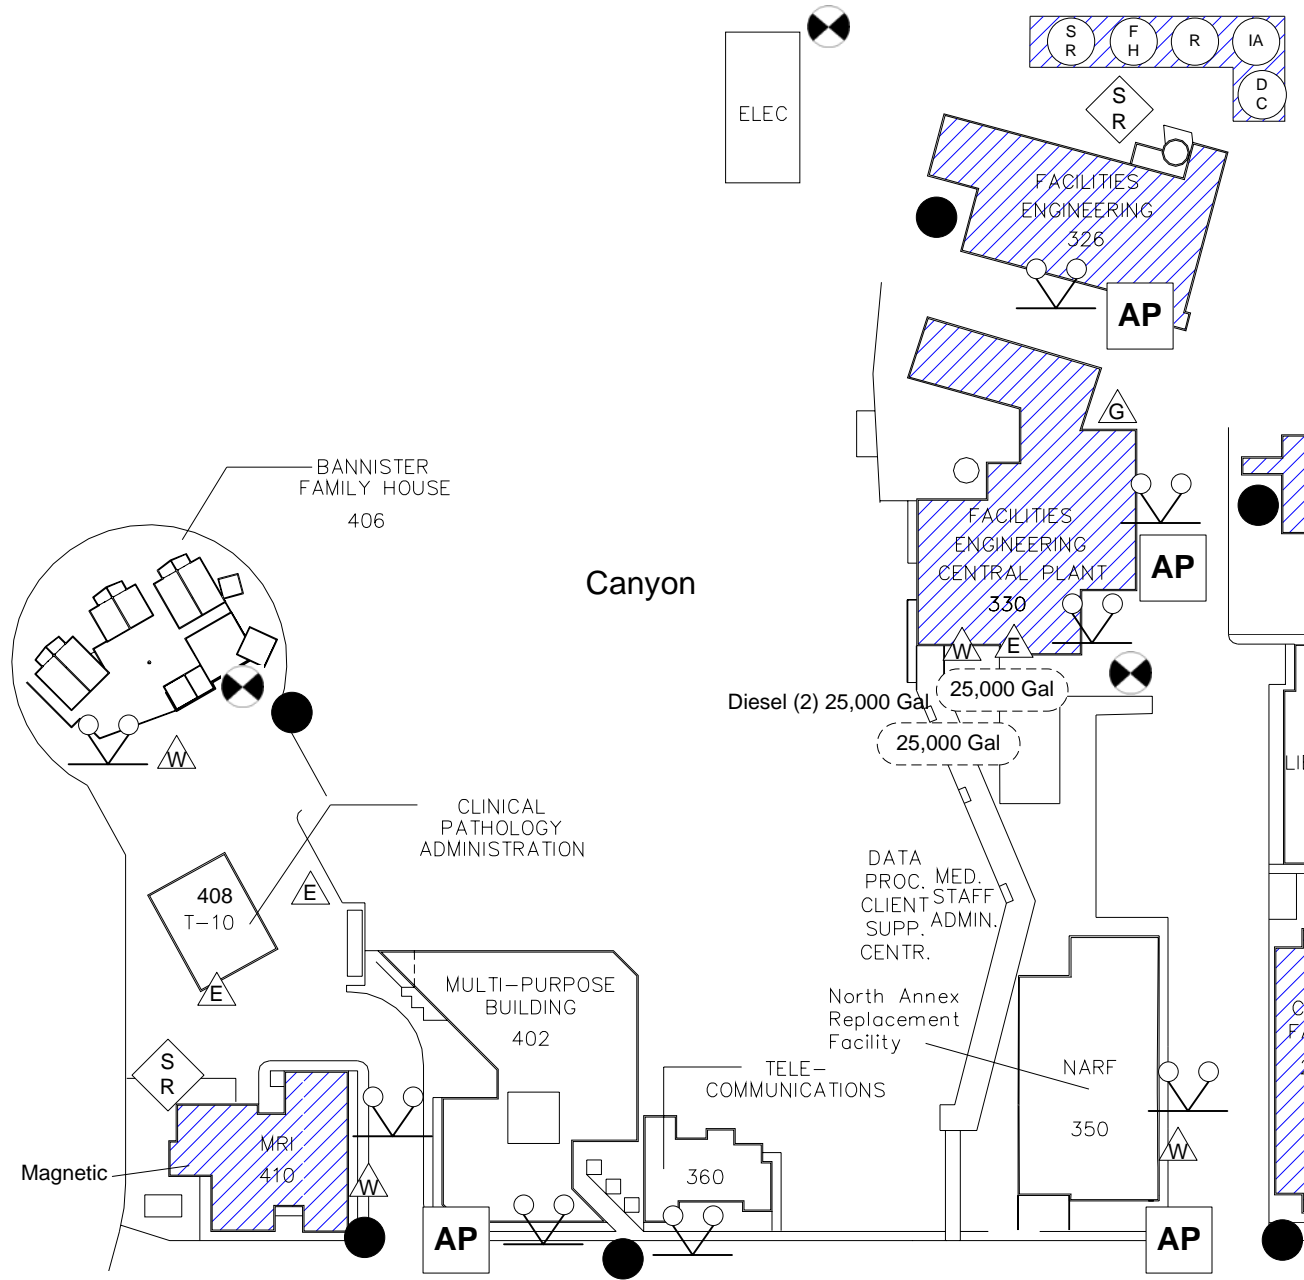 S
R
F
H
R
IA
D
C
S
R
ELEC
FACILITIES
ENGINEERING
326
AP
G
BANNISTER
FAMILY HOUSE
406
FACILITIES
ENGINEERING
CENTRAL PLANT
330
AP
Canyon
W
E
25,000 Gal
Diesel (2) 25,000 Gal
25,000 Gal
W
CLINICAL
PATHOLOGY
ADMINISTRATION
408
T-10
E
E
DATA
PROC.
CLIENT
SUPP.
CENTR.
MED.
STAFF
ADMIN.
MULTI-PURPOSE
BUILDING
402
North Annex
Replacement
Facility
S
R
TELE-
COMMUNICATIONS
NARF
350
MRI
410
Magnetic
W
360
W
AP
AP